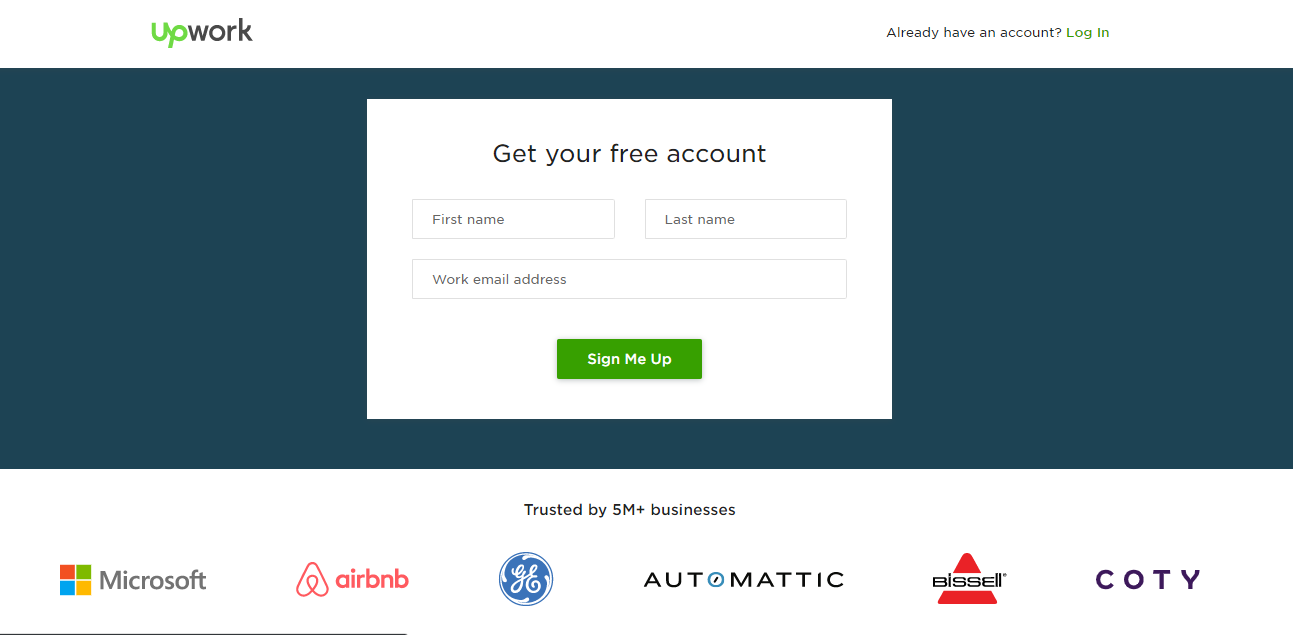 upwork
Already have an account? Log In
Get your free account
First name
Last name
Work email address
Sign Me Up
Trusted by 5M+ businesses
Microsoft
airbnb
GE
AUTOMATTIC
BISSELL®
COTY